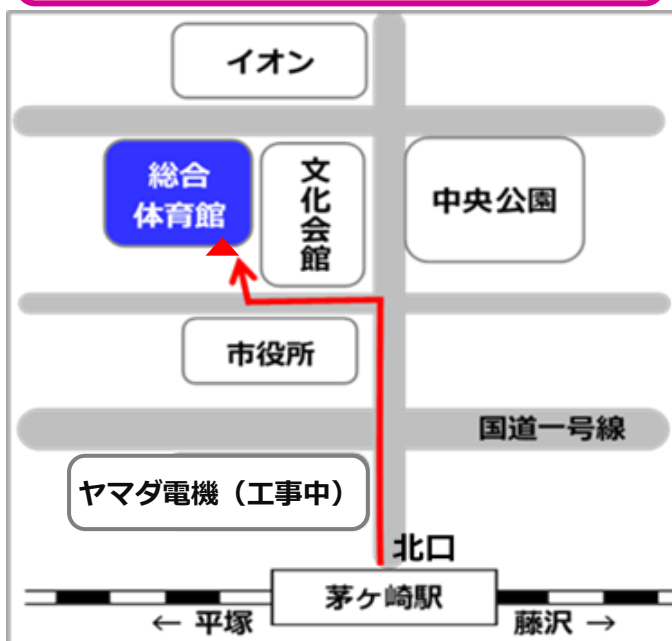 イオン
総合
体育館
文化会館
中央公園
市役所
国道一号線
ヤマダ電機（工事中）
北口
茅ヶ崎駅
← 平塚
藤沢 →